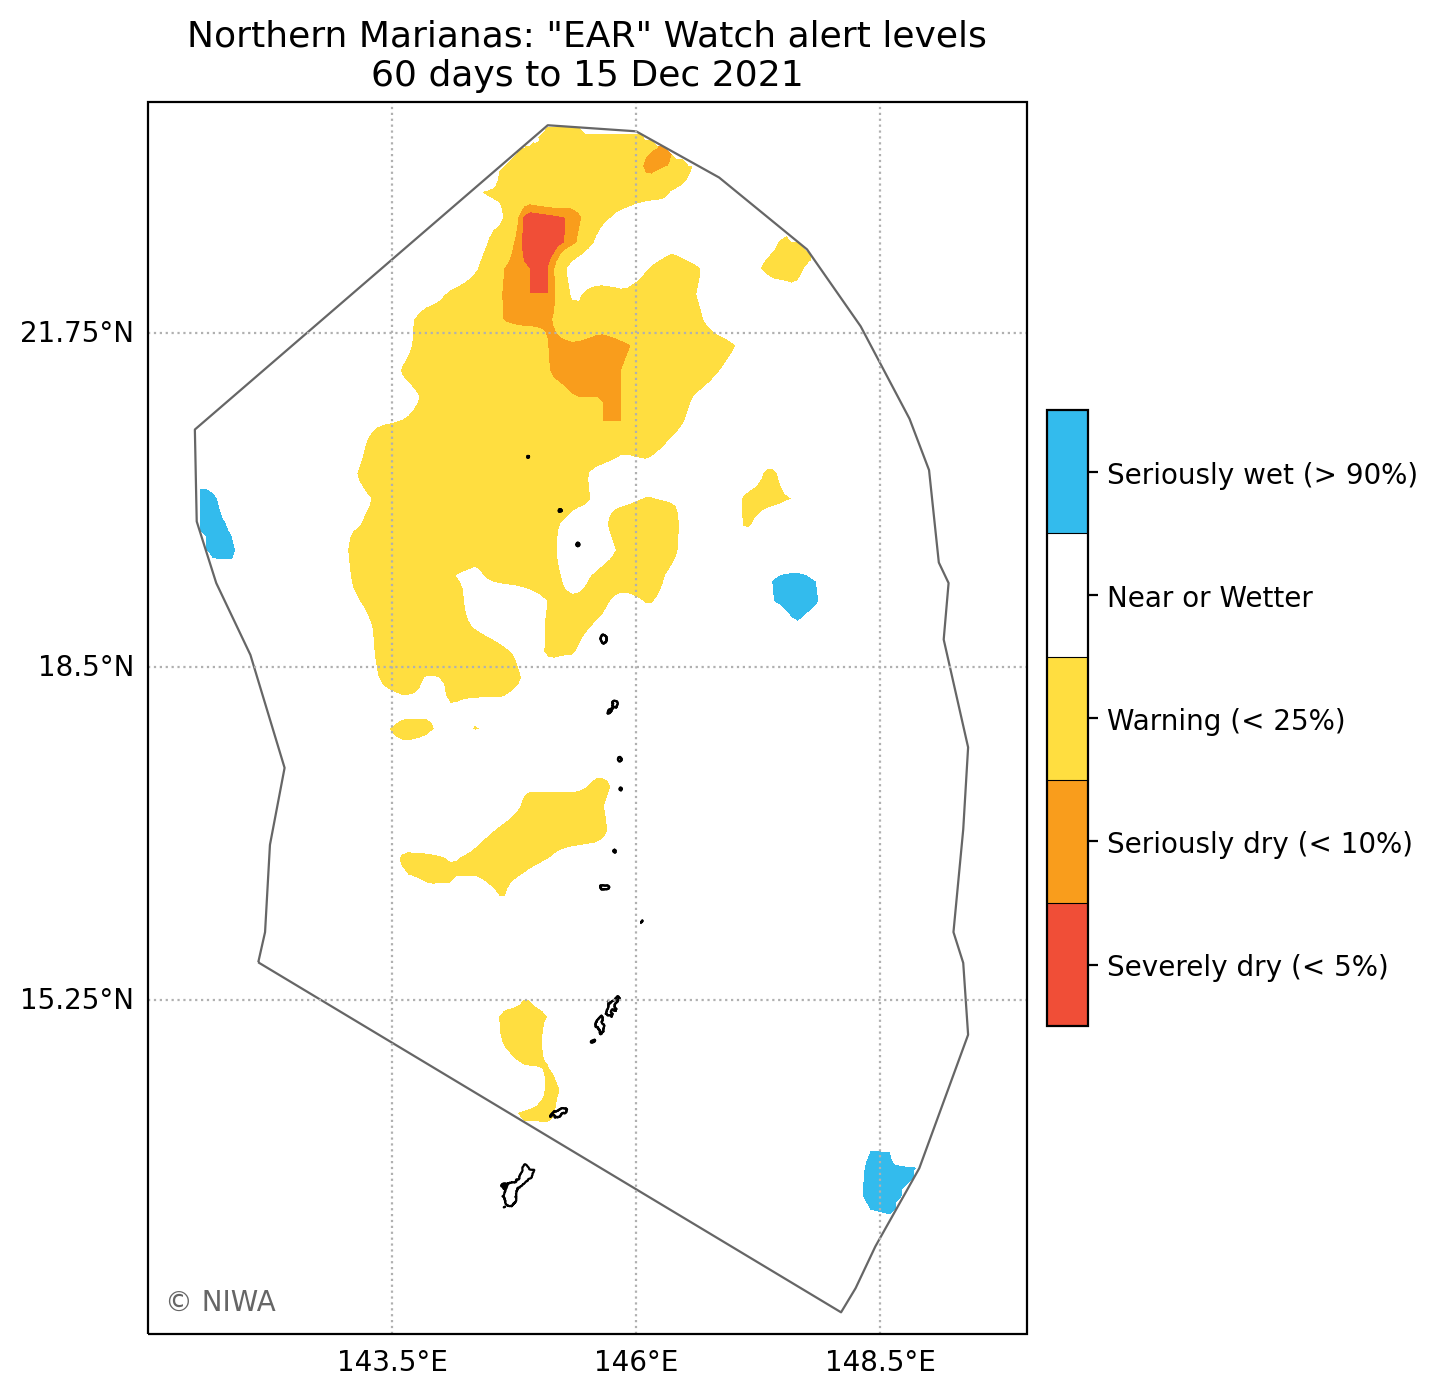 Northern Marianas: "EAR" Watch alert levels
60 days to 15 Dec 2021
21.75°N
18.5°N
15.25°N
143.5°E
146°E
148.5°E
© NIWA
Seriously wet (> 90%)
Near or Wetter
Warning (< 25%)
Seriously dry (< 10%)
Severely dry (< 5%)